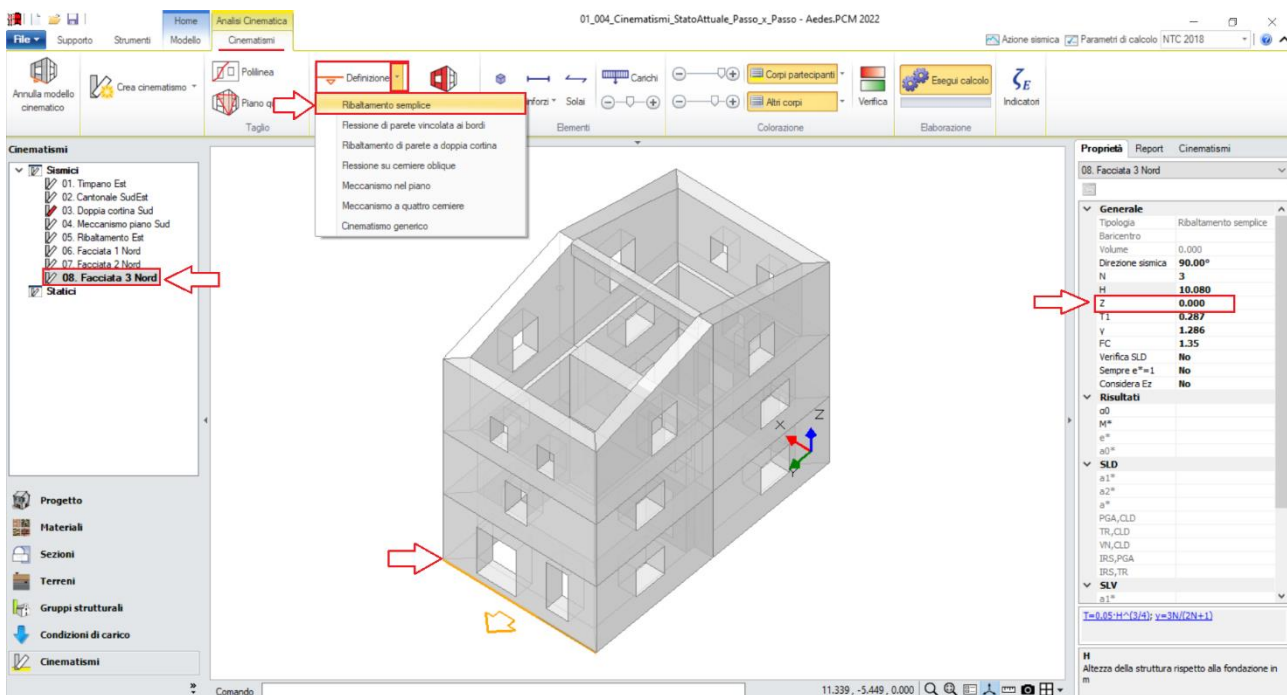 01_004_Cinematismi_StatoAttuale_Passo_x_Passo - Aedes.PCM 2022
Home
Analisi Cinematica
File
Supporto
Strumenti
Modello
Cinematismi
Azione sismica
Parametri di calcolo
NTC 2018
Annulla modello cinematico
Crea cinematismo
Polilinea
Taglio
Definizione
Ribaltamento semplice
Flessione di parete vincolata ai bordi
Ribaltamento di parete a doppia cortina
Flessione su cerniere oblique
Meccanismo nel piano
Meccanismo a quattro cerniere
Cinematismo generico
Solai
Carichi
Elementi
Corpi partecipanti
Altri corpi
Verifica
Colorazione
Esegui calcolo
Elaborazione
ζE
Indicatori
Cinematismi
Sismici
01. Timpano Est
02. Cantonale SudEst
03. Doppia cortina Sud
04. Meccanismo piano Sud
05. Ribaltamento Est
06. Facciata 1 Nord
07. Facciata 2 Nord
08. Facciata 3 Nord
Statici
Progetto
Materiali
Sezioni
Terreni
Gruppi strutturali
Condizioni di carico
Cinematismi
X
Z
Y
Comando
11.339 , -5.449 , 0.000
Proprietà Report Cinematismi
08. Facciata 3 Nord
Generale
Tipologia Ribaltamento semplice
Baricentro
Volume 0.000
Direzione sismica 90.00°
N 3
H 10.080
Z 0.000
T1 0.287
γ 1.286
FC 1.35
Verifica SLD No
Sempre e*=1 No
Considera Ez No
Risultati
α0
M*
e*
a0*
SLD
a1*
a2*
a*
PGA,CLD
TR,CLD
VN,CLD
IRS,PGA
IRS,TR
SLV
a1*
T=0.05·H^(3/4); γ=3N/(2N+1)
H
Altezza della struttura rispetto alla fondazione in
m